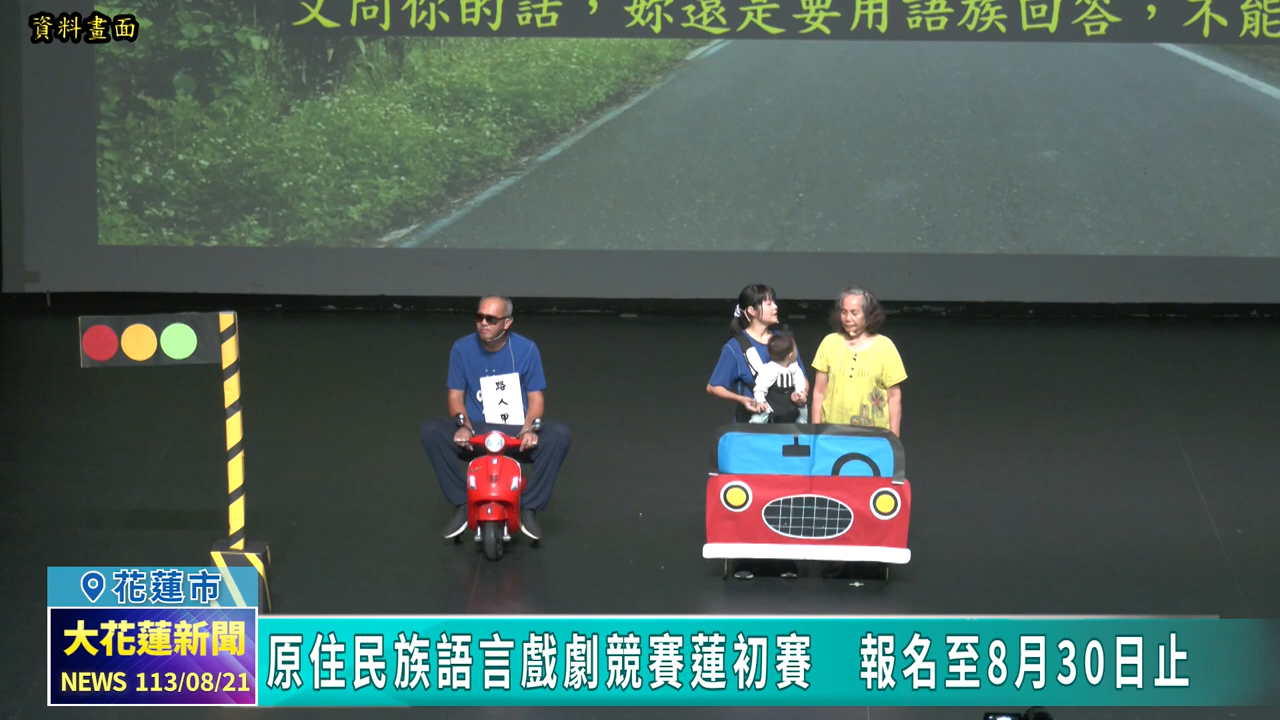 資料畫面
又問你的話，妳還是要用語族回答，不能
路人甲
花蓮市
大花蓮新聞
NEWS 113/08/21
原住民族語言戲劇競賽蓮初賽 報名至8月30日止